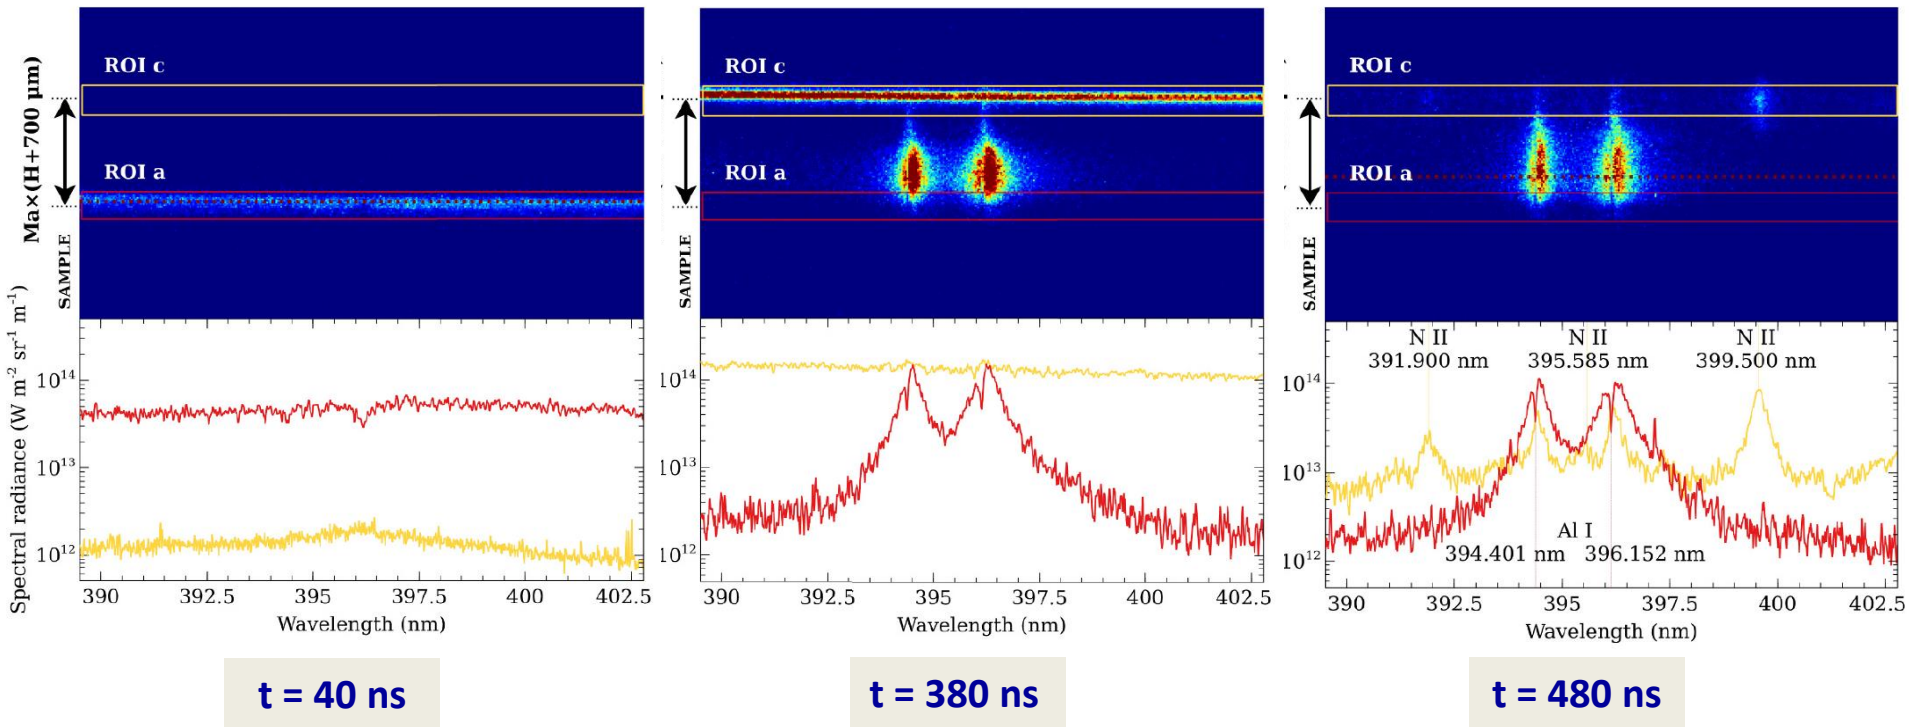 ROI c
ROI a
Ma×(H+700 μm)
SAMPLE
Spectral radiance (W m⁻² sr⁻¹ m⁻¹)
10¹⁴
10¹³
10¹²
390 392.5 395 397.5 400 402.5
Wavelength (nm)
t = 40 ns
ROI c
ROI a
SAMPLE
10¹⁴
10¹³
10¹²
390 392.5 395 397.5 400 402.5
Wavelength (nm)
t = 380 ns
ROI c
ROI a
SAMPLE
N II N II N II
391.900 nm 395.585 nm 399.500 nm
10¹⁴
10¹³
10¹²
Al I
394.401 nm 396.152 nm
390 392.5 395 397.5 400 402.5
Wavelength (nm)
t = 480 ns